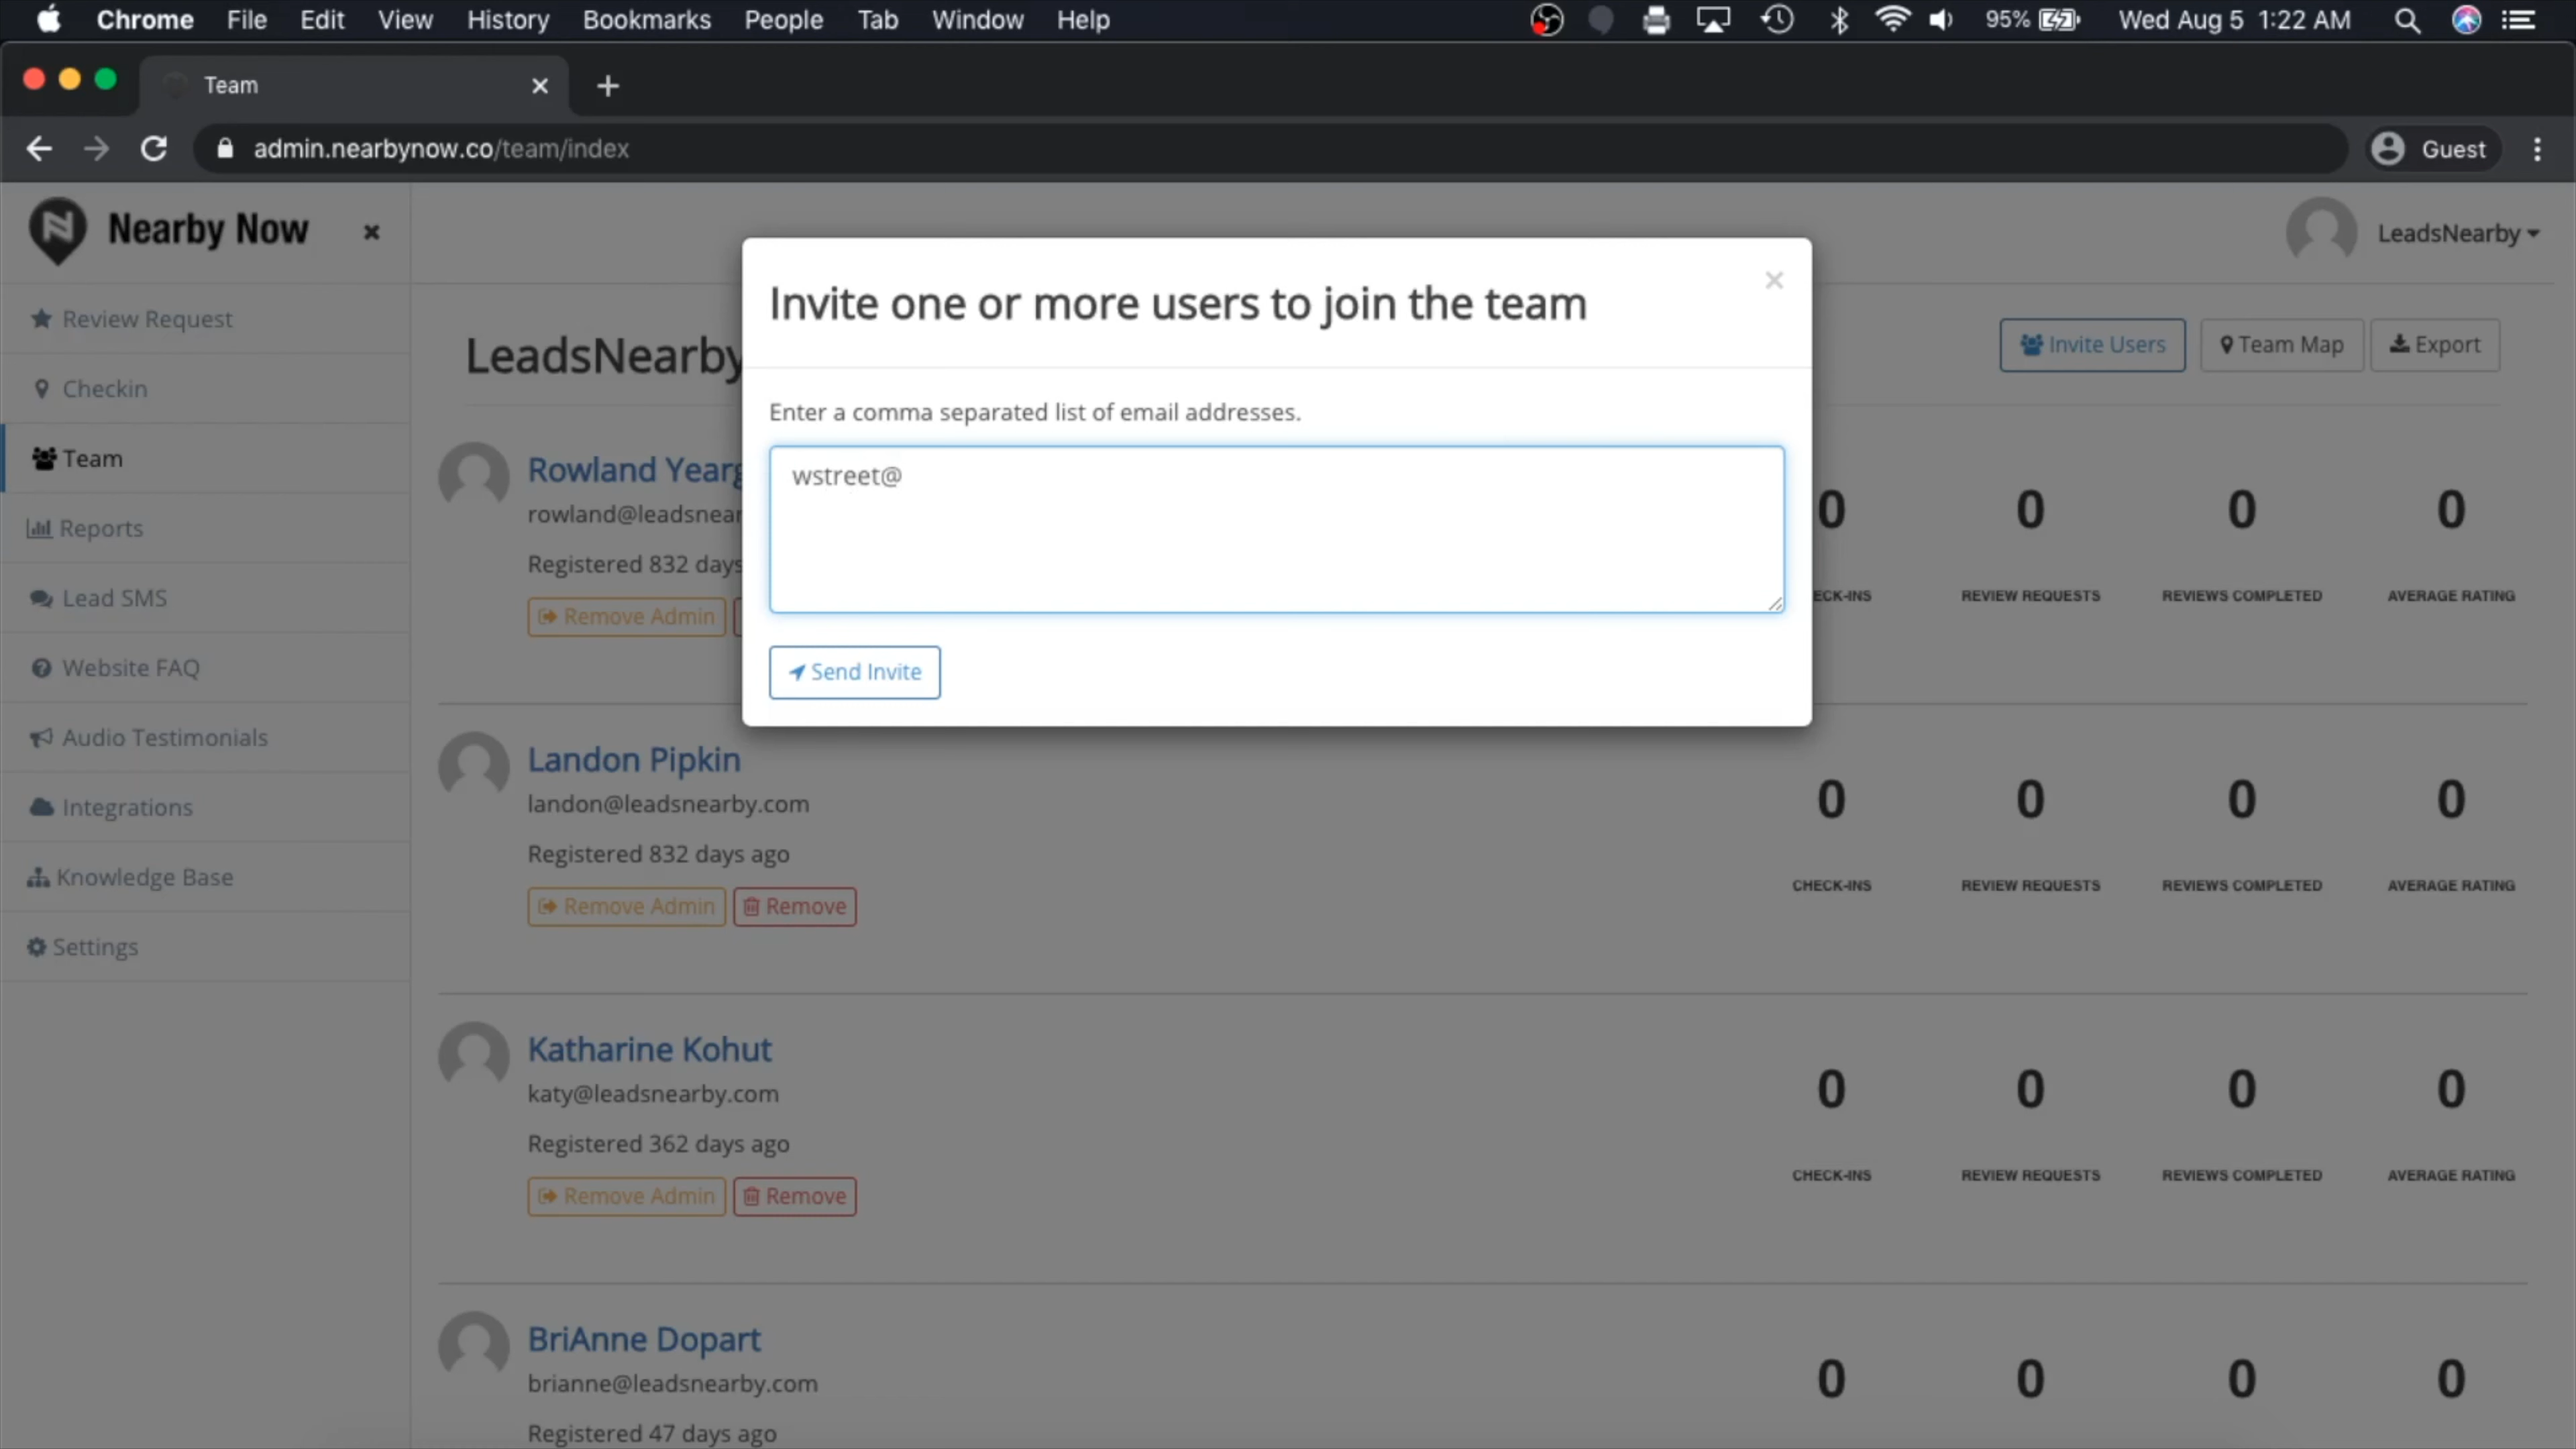 Chrome File Edit View History Bookmarks People Tab Window Help 95% Wed Aug 5 1:22 AM
Team
admin.nearbynow.co/team/index Guest
Nearby Now
LeadsNearby
Review Request
Checkin
Team
Reports
Lead SMS
Website FAQ
Audio Testimonials
Integrations
Knowledge Base
Settings
LeadsNearby
Invite Users Team Map Export
Invite one or more users to join the team
Enter a comma separated list of email addresses.
wstreet@
Send Invite
Rowland
rowland@leadsnear
Registered 832 days
Remove Admin
0 0 0 0
ECK-INS REVIEW REQUESTS REVIEWS COMPLETED AVERAGE RATING
Landon Pipkin
landon@leadsnearby.com
Registered 832 days ago
Remove Admin Remove
0 0 0 0
CHECK-INS REVIEW REQUESTS REVIEWS COMPLETED AVERAGE RATING
Katharine Kohut
katy@leadsnearby.com
Registered 362 days ago
Remove Admin Remove
0 0 0 0
CHECK-INS REVIEW REQUESTS REVIEWS COMPLETED AVERAGE RATING
BriAnne Dopart
brianne@leadsnearby.com
Registered 47 days ago
0 0 0 0